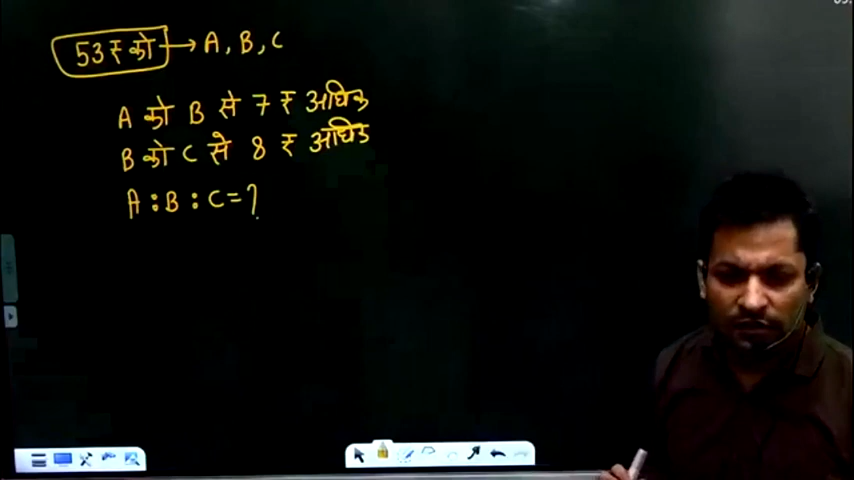 53₹ को → A, B, C
A को B से 7 ₹ अधिक
B को C से 8 ₹ अधिक
A : B : C = ?